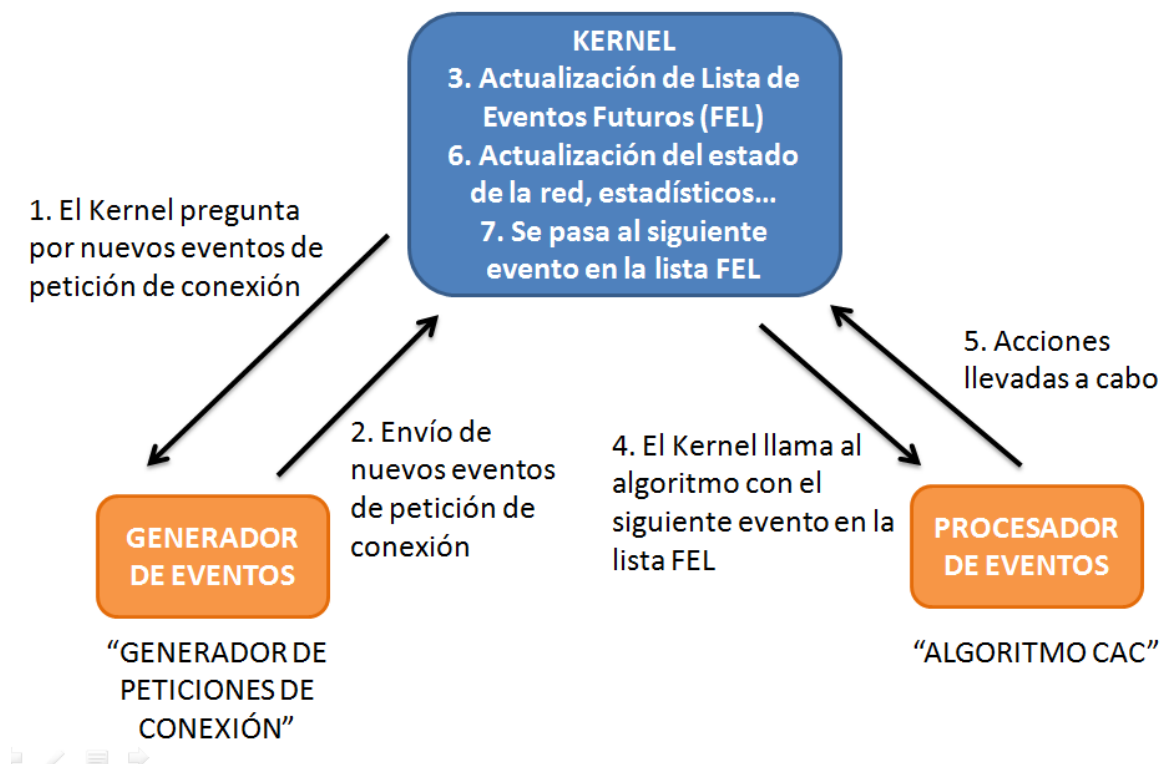 KERNEL
3. Actualización de Lista de
Eventos Futuros (FEL)
6. Actualización del estado
de la red, estadísticos...
7. Se pasa al siguiente
evento en la lista FEL
1. El Kernel pregunta
por nuevos eventos de
petición de conexión
2. Envío de
nuevos eventos
de petición de
conexión
4. El Kernel llama al
algoritmo con el
siguiente evento en la
lista FEL
5. Acciones
llevadas a cabo
GENERADOR
DE EVENTOS
“GENERADOR DE
PETICIONES DE
CONEXIÓN”
PROCESADOR
DE EVENTOS
“ALGORITMO CAC”